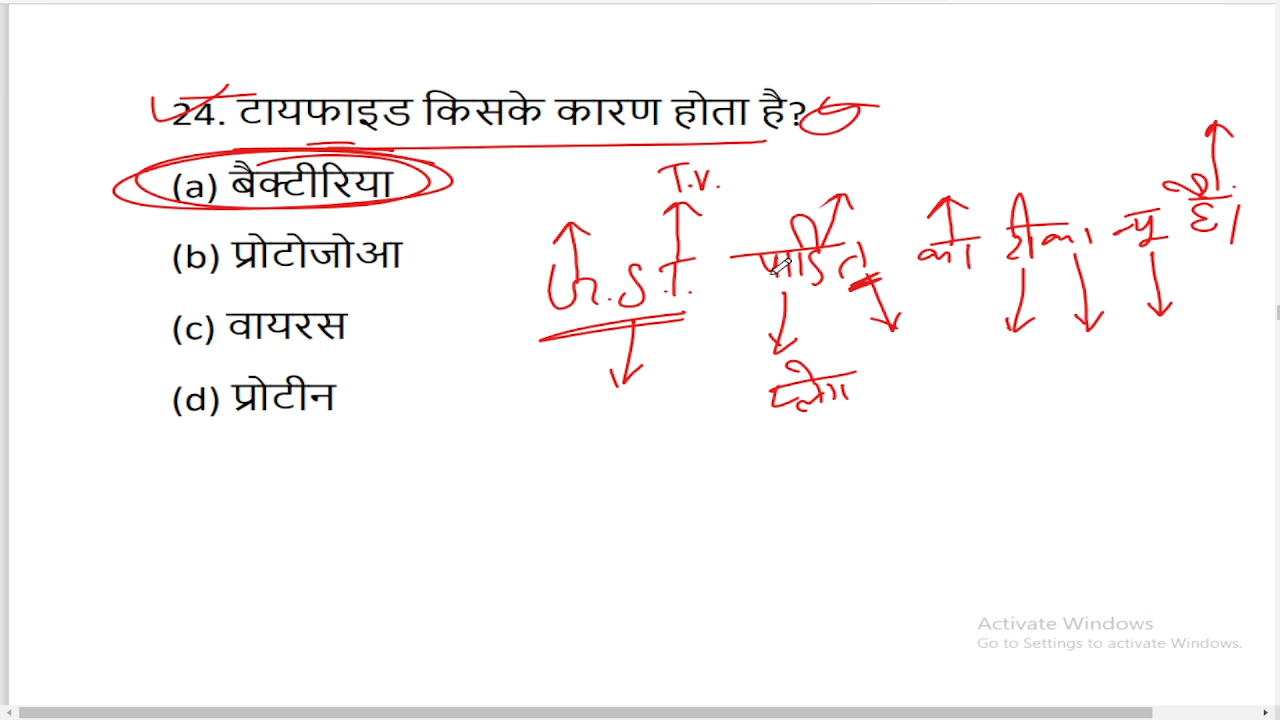 24. टायफाइड किसके कारण होता है?
(a) बैक्टीरिया
T.V.
(b) प्रोटोजोआ
(c) वायरस
प्लेग
(d) प्रोटीन
Activate Windows
Go to Settings to activate Windows.